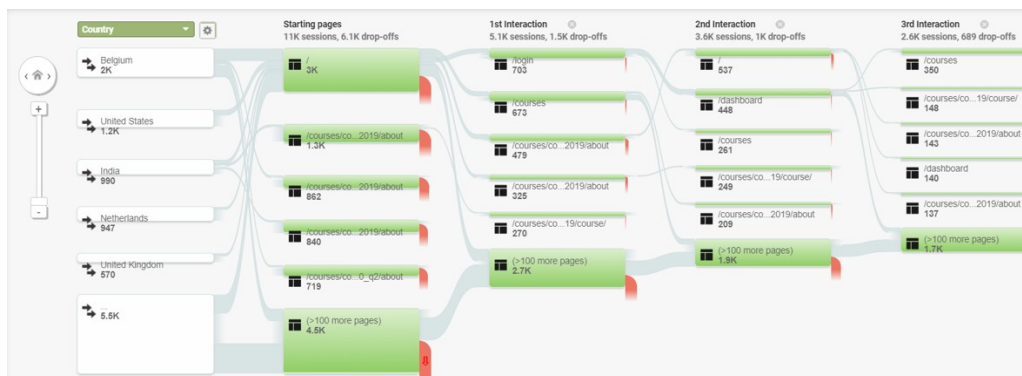 Country
Belgium
2K
United States
1.2K
India
990
Netherlands
947
United Kingdom
570
...
5.5K
Starting pages
11K sessions, 6.1K drop-offs
/
3K
/courses/co...2019/about
1.3K
/courses/co...2019/about
862
/courses/co...2019/about
840
/courses/co...0_q2/about
719
(>100 more pages)
4.5K
1st Interaction
5.1K sessions, 1.5K drop-offs
/login
703
/courses
673
/courses/co...2019/about
479
/courses/co...2019/about
325
/courses/co...19/course/
270
(>100 more pages)
2.7K
2nd Interaction
3.6K sessions, 1K drop-offs
/
537
/dashboard
448
/courses
261
/courses/co...19/course/
249
/courses/co...2019/about
209
(>100 more pages)
1.9K
3rd Interaction
2.6K sessions, 689 drop-offs
/courses
350
/courses/co...19/course/
148
/courses/co...2019/about
143
/dashboard
140
/courses/co...2019/about
137
(>100 more pages)
1.7K